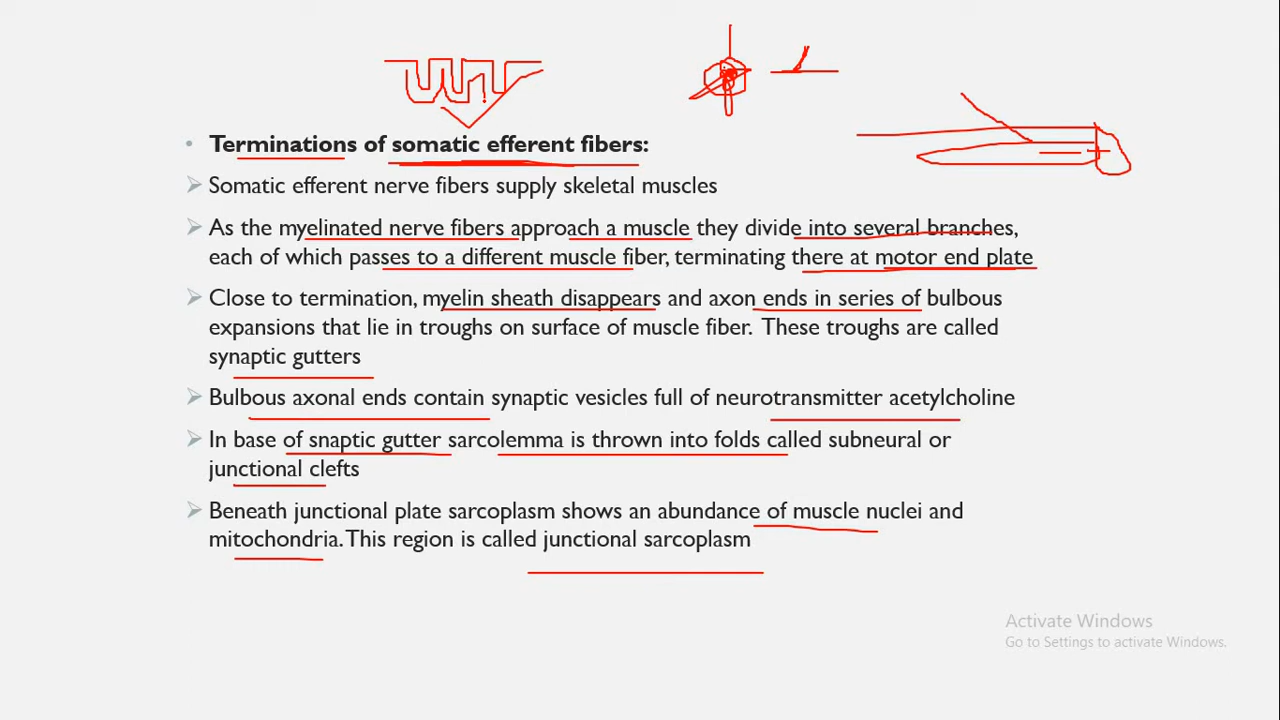 • Terminations of somatic efferent fibers:
Somatic efferent nerve fibers supply skeletal muscles
As the myelinated nerve fibers approach a muscle they divide into several branches,
each of which passes to a different muscle fiber, terminating there at motor end plate
Close to termination, myelin sheath disappears and axon ends in series of bulbous
expansions that lie in troughs on surface of muscle fiber. These troughs are called
synaptic gutters
Bulbous axonal ends contain synaptic vesicles full of neurotransmitter acetylcholine
In base of snaptic gutter sarcolemma is thrown into folds called subneural or
junctional clefts
Beneath junctional plate sarcoplasm shows an abundance of muscle nuclei and
mitochondria. This region is called junctional sarcoplasm
Activate Windows
Go to Settings to activate Windows.